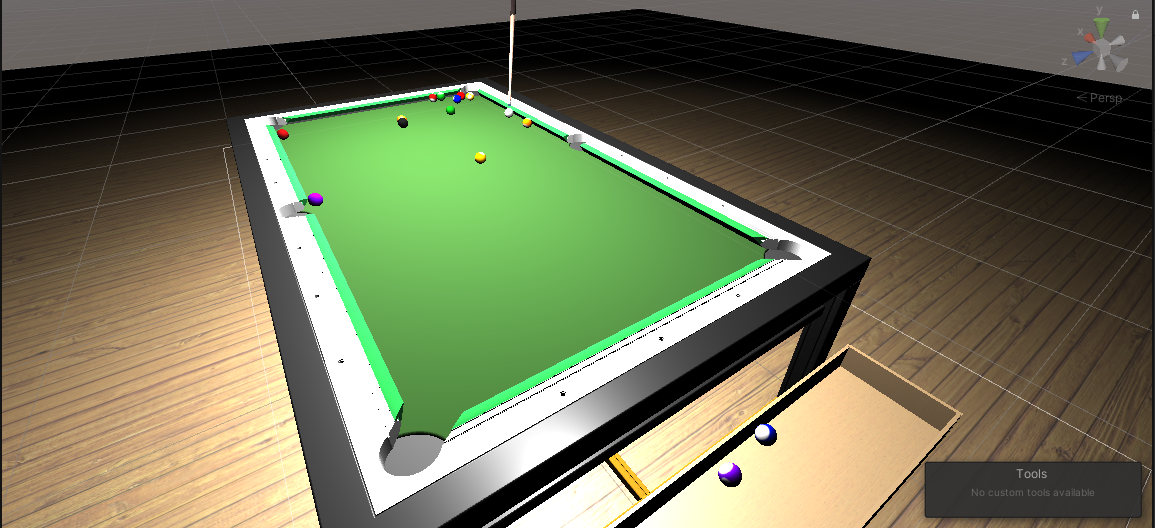 y
x
z
Persp
Tools
No custom tools available